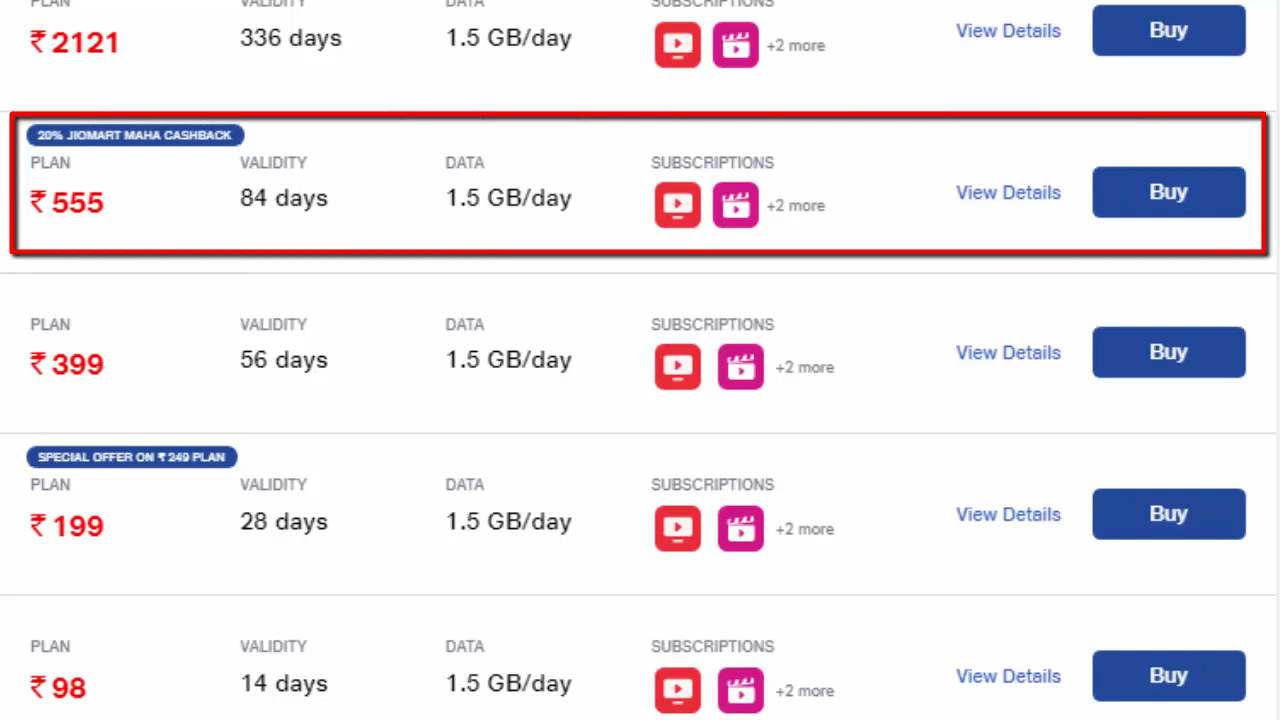 PLAN VALIDITY DATA SUBSCRIPTIONS
₹2121 336 days 1.5 GB/day +2 more View Details Buy
20% JIOMART MAHA CASHBACK
PLAN VALIDITY DATA SUBSCRIPTIONS
₹555 84 days 1.5 GB/day +2 more View Details Buy
PLAN VALIDITY DATA SUBSCRIPTIONS
₹399 56 days 1.5 GB/day +2 more View Details Buy
SPECIAL OFFER ON ₹249 PLAN
PLAN VALIDITY DATA SUBSCRIPTIONS
₹199 28 days 1.5 GB/day +2 more View Details Buy
PLAN VALIDITY DATA SUBSCRIPTIONS
₹98 14 days 1.5 GB/day +2 more View Details Buy